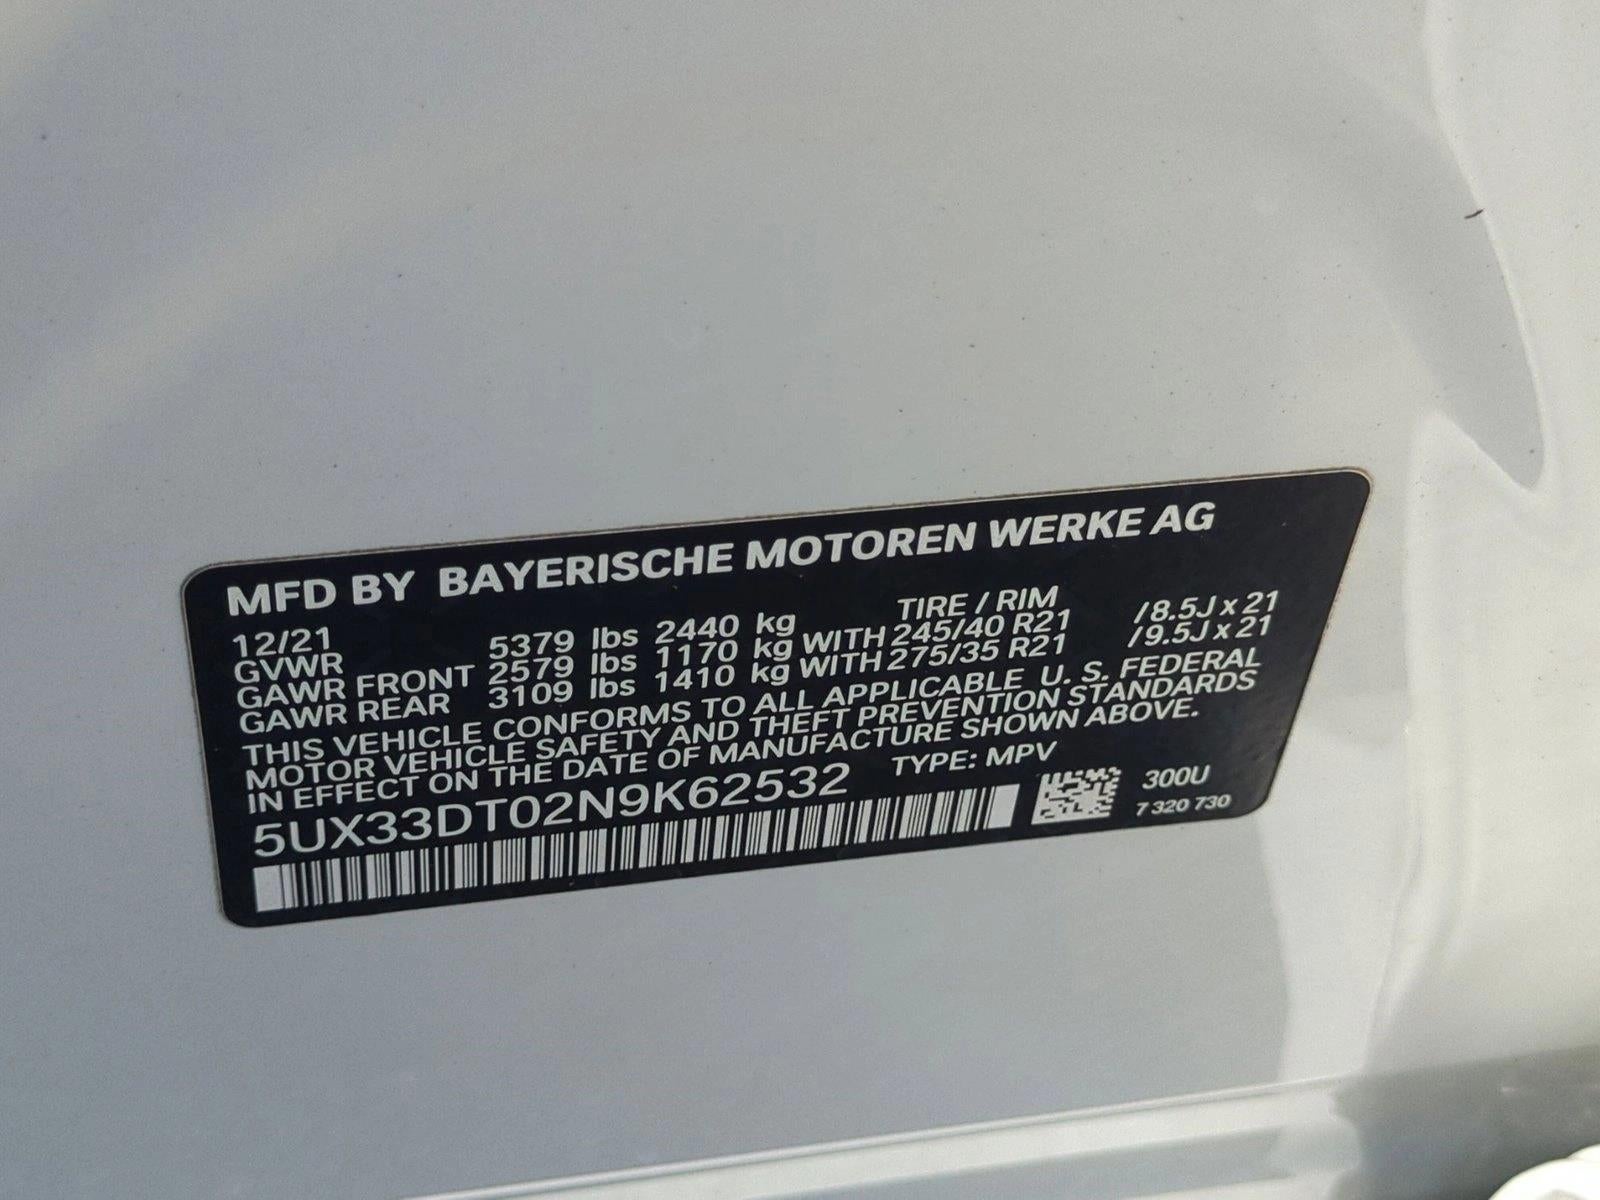 MFD BY BAYERISCHE MOTOREN WERKE AG
12/21 TIRE / RIM
GVWR 5379 lbs 2440 kg
GAWR FRONT 2579 lbs 1170 kg WITH 245/40 R21 /8.5J x 21
GAWR REAR 3109 lbs 1410 kg WITH 275/35 R21 /9.5J x 21
THIS VEHICLE CONFORMS TO ALL APPLICABLE U. S. FEDERAL
MOTOR VEHICLE SAFETY AND THEFT PREVENTION STANDARDS
IN EFFECT ON THE DATE OF MANUFACTURE SHOWN ABOVE.
5UX33DT02N9K62532 TYPE: MPV
300U
7 320 730